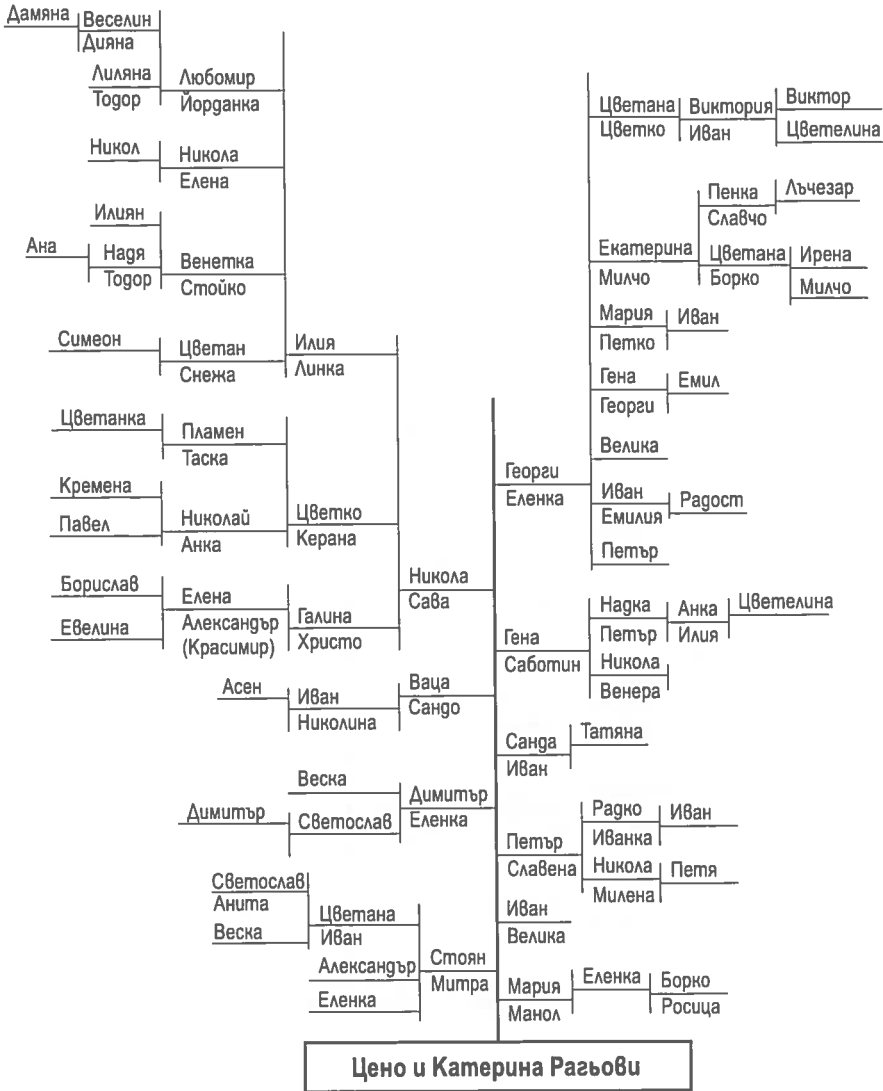 Дамяна
Веселин
Дияна
Лиляна
Тодор
Любомир
Йорданка
Никол
Никола
Елена
Илиян
Ана
Надя
Тодор
Венетка
Стойко
Симеон
Цветан
Снежа
Илия
Линка
Цветанка
Пламен
Таска
Кремена
Павел
Николай
Анка
Цветко
Керана
Борислав
Евелина
Елена
Александър
(Красимир)
Галина
Христо
Никола
Сава
Асен
Иван
Николина
Ваца
Сандо
Веска
Димитър
Светослав
Димитър
Еленка
Светослав
Анита
Веска
Цветана
Иван
Александър
Еленка
Стоян
Митра
Цветана
Цветко
Виктория
Иван
Виктор
Цветелина
Екатерина
Милчо
Пенка
Славчо
Лъчезар
Цветана
Борко
Ирена
Милчо
Мария
Петко
Иван
Гена
Георги
Емил
Велика
Георги
Еленка
Иван
Емилия
Радост
Петър
Гена
Саботин
Надка
Петър
Анка
Илия
Цветелина
Никола
Венера
Санда
Иван
Татяна
Петър
Славена
Радко
Иванка
Иван
Никола
Милена
Петя
Иван
Велика
Мария
Манол
Еленка
Борко
Росица
Цено и Катерина Рагьови